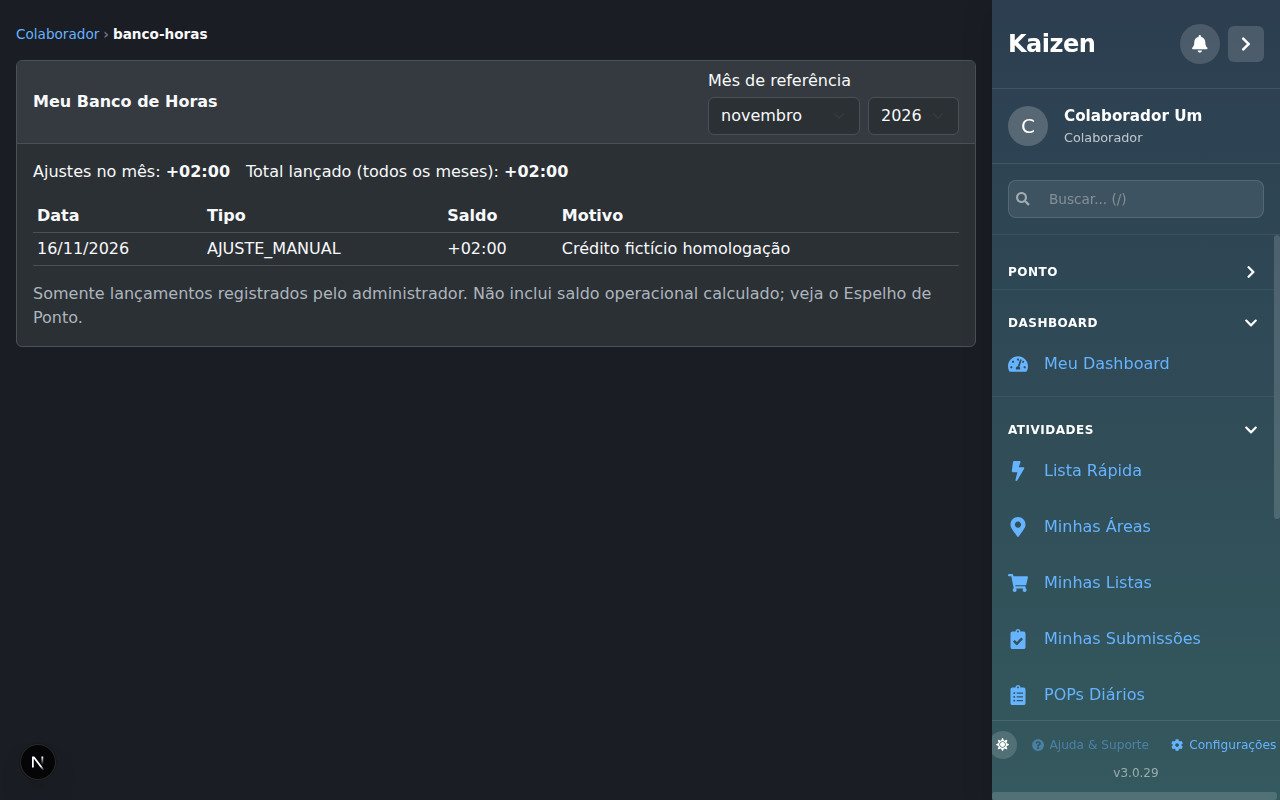 Colaborador › banco-horas
Meu Banco de Horas
Mês de referência
novembro
2026
Ajustes no mês: +02:00 Total lançado (todos os meses): +02:00
Data Tipo Saldo Motivo
16/11/2026 AJUSTE_MANUAL +02:00 Crédito fictício homologação
Somente lançamentos registrados pelo administrador. Não inclui saldo operacional calculado; veja o Espelho de
Ponto.
N
Kaizen
C
Colaborador Um
Colaborador
Buscar... (/)
PONTO
DASHBOARD
Meu Dashboard
ATIVIDADES
Lista Rápida
Minhas Áreas
Minhas Listas
Minhas Submissões
POPs Diários
Ajuda & Suporte
Configurações
v3.0.29